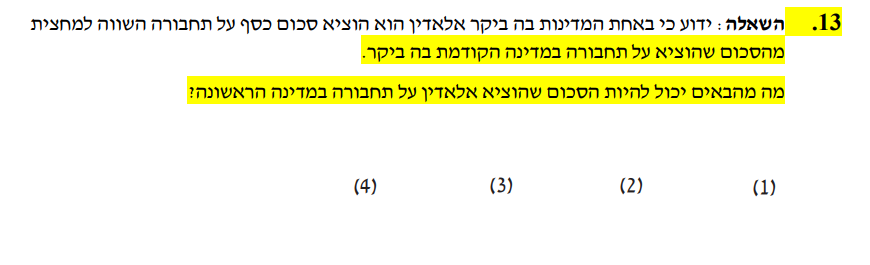 13. השאלה: ידוע כי באחת המדינות בה ביקר אלאדין הוא הוציא סכום כסף על תחבורה השווה למחצית
מהסכום שהוציא על תחבורה במדינה הקודמת בה ביקר.
מה מהבאים יכול להיות הסכום שהוציא אלאדין על תחבורה במדינה הראשונה?
(1) (2) (3) (4)